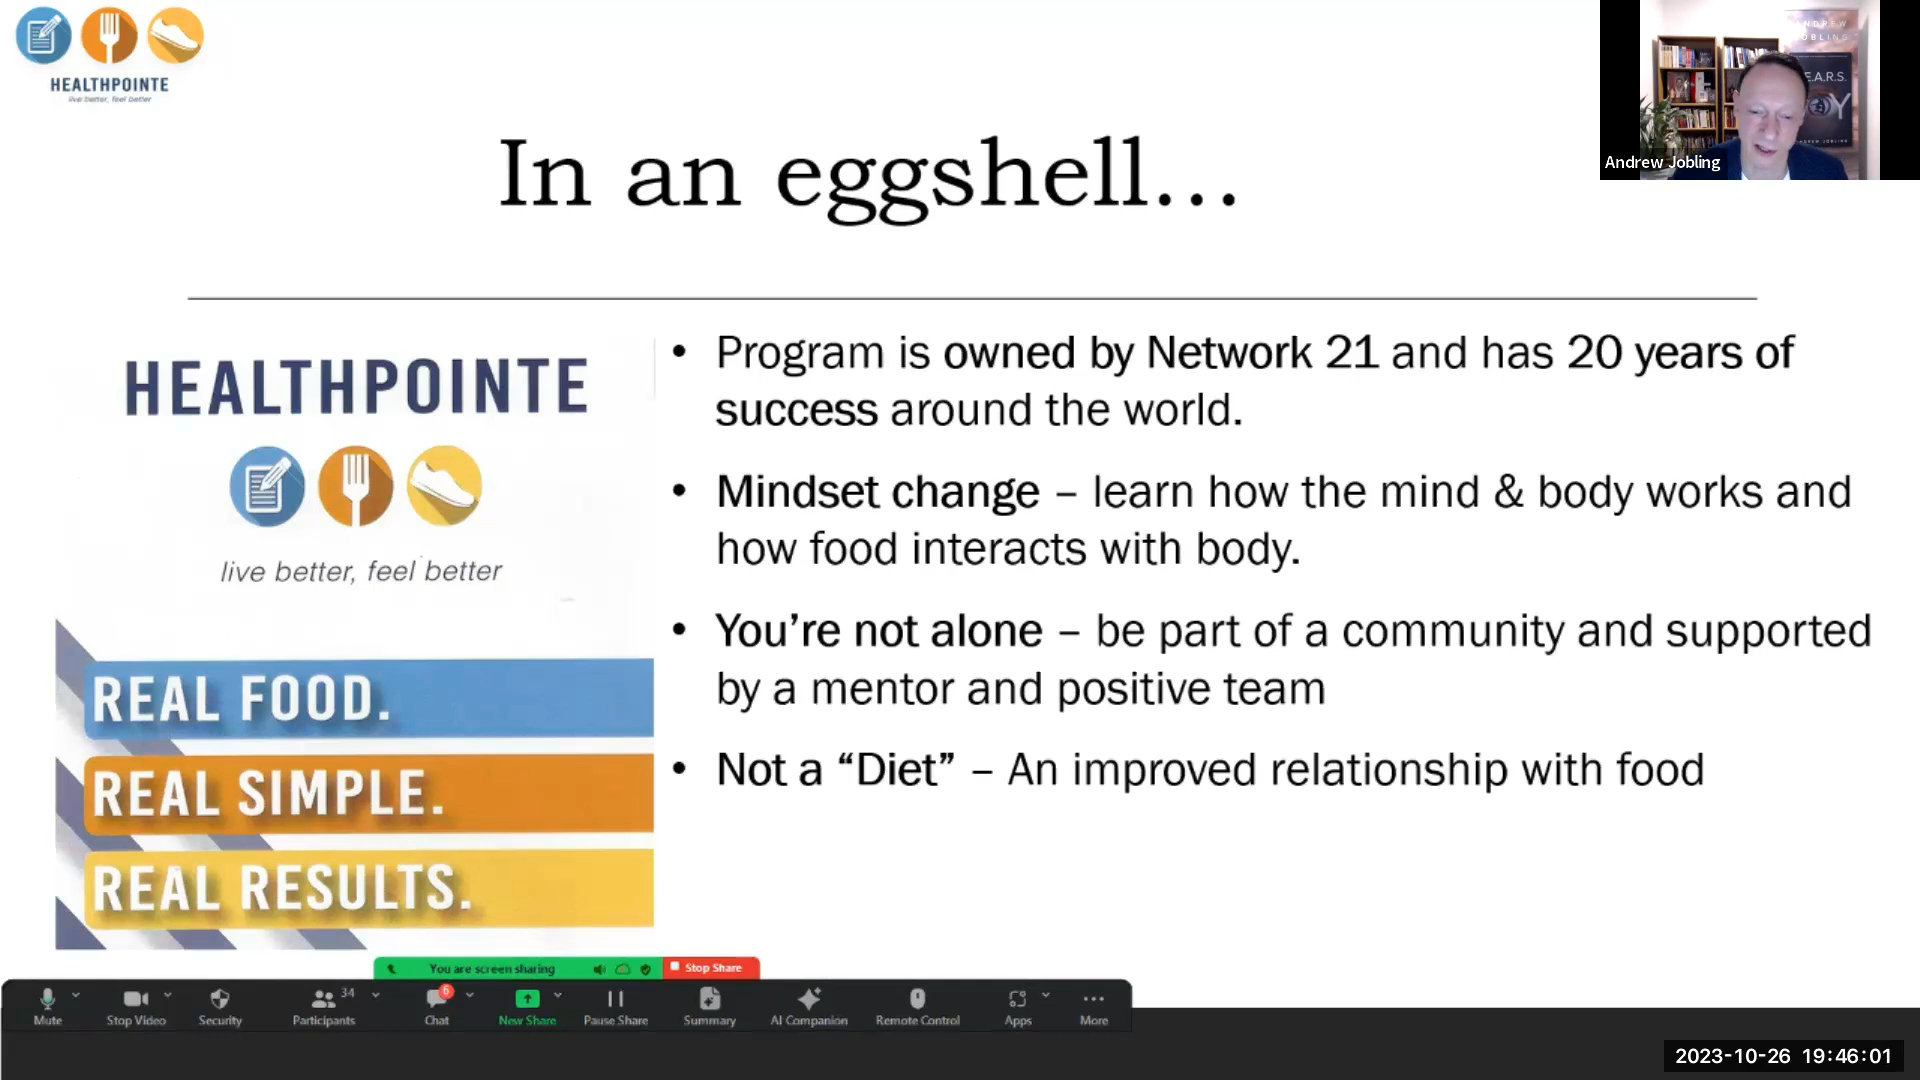 HEALTHPOINTE
live better, feel better
ANDREW
JOBLING
E.A.R.S.
Andrew Jobling
In an eggshell...
HEALTHPOINTE
live better, feel better
REAL FOOD.
REAL SIMPLE.
REAL RESULTS.
• Program is owned by Network 21 and has 20 years of
success around the world.
• Mindset change – learn how the mind & body works and
how food interacts with body.
• You’re not alone – be part of a community and supported
by a mentor and positive team
• Not a “Diet” – An improved relationship with food
You are screen sharing
Stop Share
Mute
Stop Video
Security
Participants
34
Chat
6
New Share
Pause Share
Summary
AI Companion
Remote Control
Apps
More
2023-10-26 19:46:01